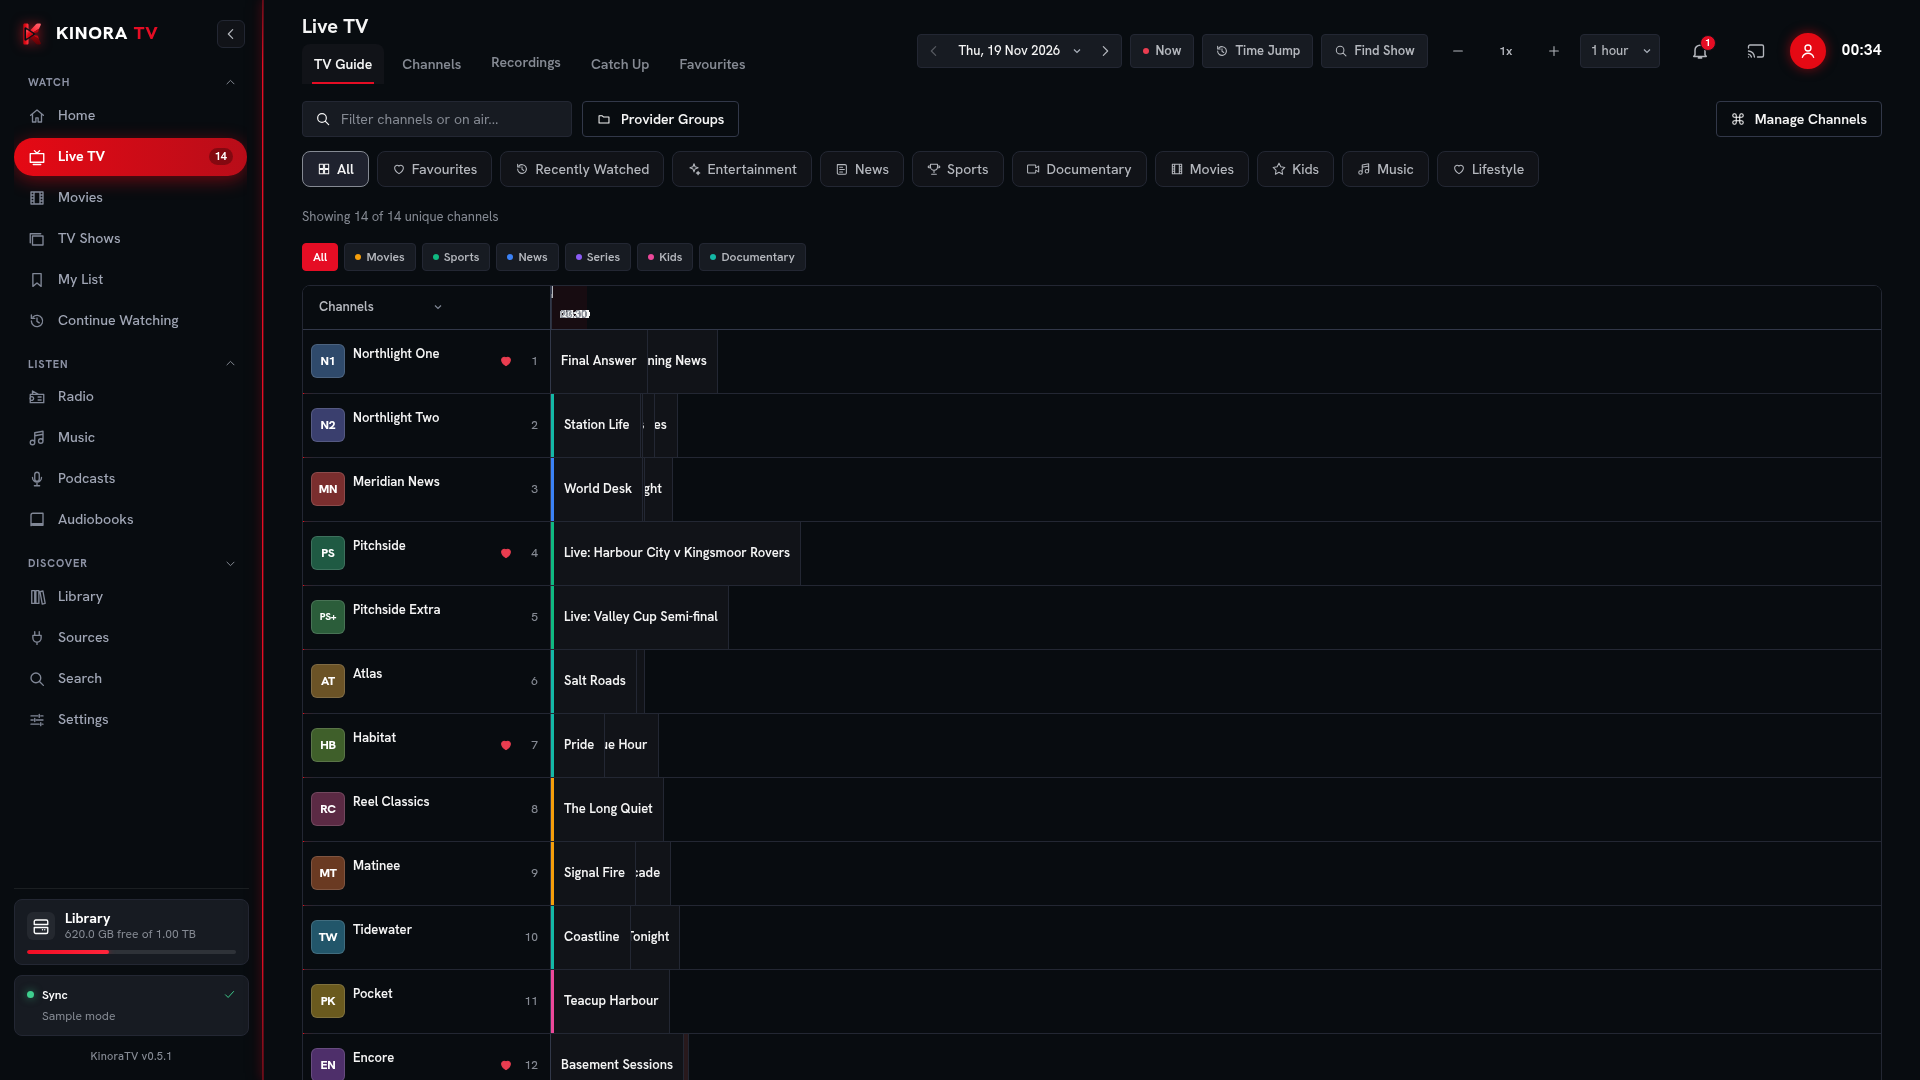 KINORA TV
WATCH
Home
Live TV
14
Movies
TV Shows
My List
Continue Watching
LISTEN
Radio
Music
Podcasts
Audiobooks
DISCOVER
Library
Sources
Search
Settings
Library
620.0 GB free of 1.00 TB
Sync
Sample mode
KinoraTV v0.5.1
Live TV
TV Guide
Channels
Recordings
Catch Up
Favourites
Thu, 19 Nov 2026
Now
Time Jump
Find Show
1x
1 hour
1
00:34
Filter channels or on air...
Provider Groups
Manage Channels
All
Favourites
Recently Watched
Entertainment
News
Sports
Documentary
Movies
Kids
Music
Lifestyle
Showing 14 of 14 unique channels
All
Movies
Sports
News
Series
Kids
Documentary
Channels
N1 Northlight One 1 Final Answer ning News
N2 Northlight Two 2 Station Life es
MN Meridian News 3 World Desk ght
PS Pitchside 4 Live: Harbour City v Kingsmoor Rovers
PS+ Pitchside Extra 5 Live: Valley Cup Semi-final
AT Atlas 6 Salt Roads
HB Habitat 7 Pride ue Hour
RC Reel Classics 8 The Long Quiet
MT Matinee 9 Signal Fire cade
TW Tidewater 10 Coastline Tonight
PK Pocket 11 Teacup Harbour
EN Encore 12 Basement Sessions